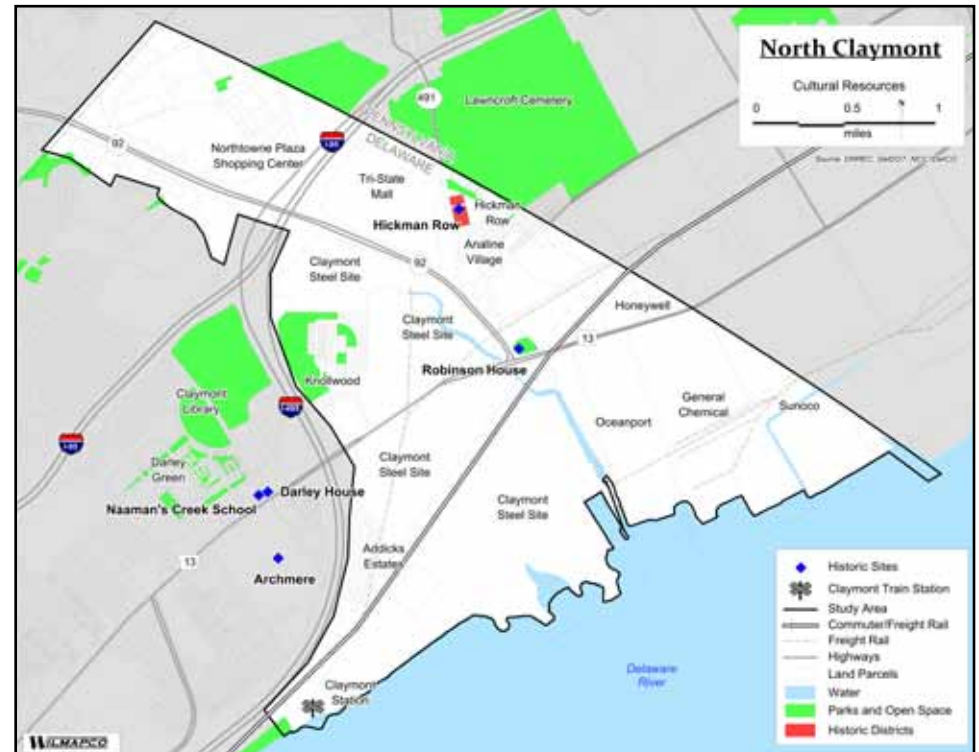 North Claymont
Cultural Resources
0 0.5 1
miles
491
Lawncroft Cemetery
PENNSYLVANIA
DELAWARE
92
Northtowne Plaza
Shopping Center
Tri-State
Mall
Hickman
Row
Hickman Row
Analine
Village
Claymont
Steel Site
92
Claymont
Steel Site
Honeywell
13
Robinson House
Knollwood
Claymont
Library
General
Chemical
Sunoco
Oceanport
Darley
Green
Claymont
Steel Site
Darley House
Naaman's Creek School
Claymont
Steel Site
Addicks
Estates
13
Archmere
Delaware
River
Claymont
Station
Historic Sites
Claymont Train Station
Study Area
Commuter/Freight Rail
Freight Rail
Highways
Land Parcels
Water
Parks and Open Space
Historic Districts
WILMAPCO